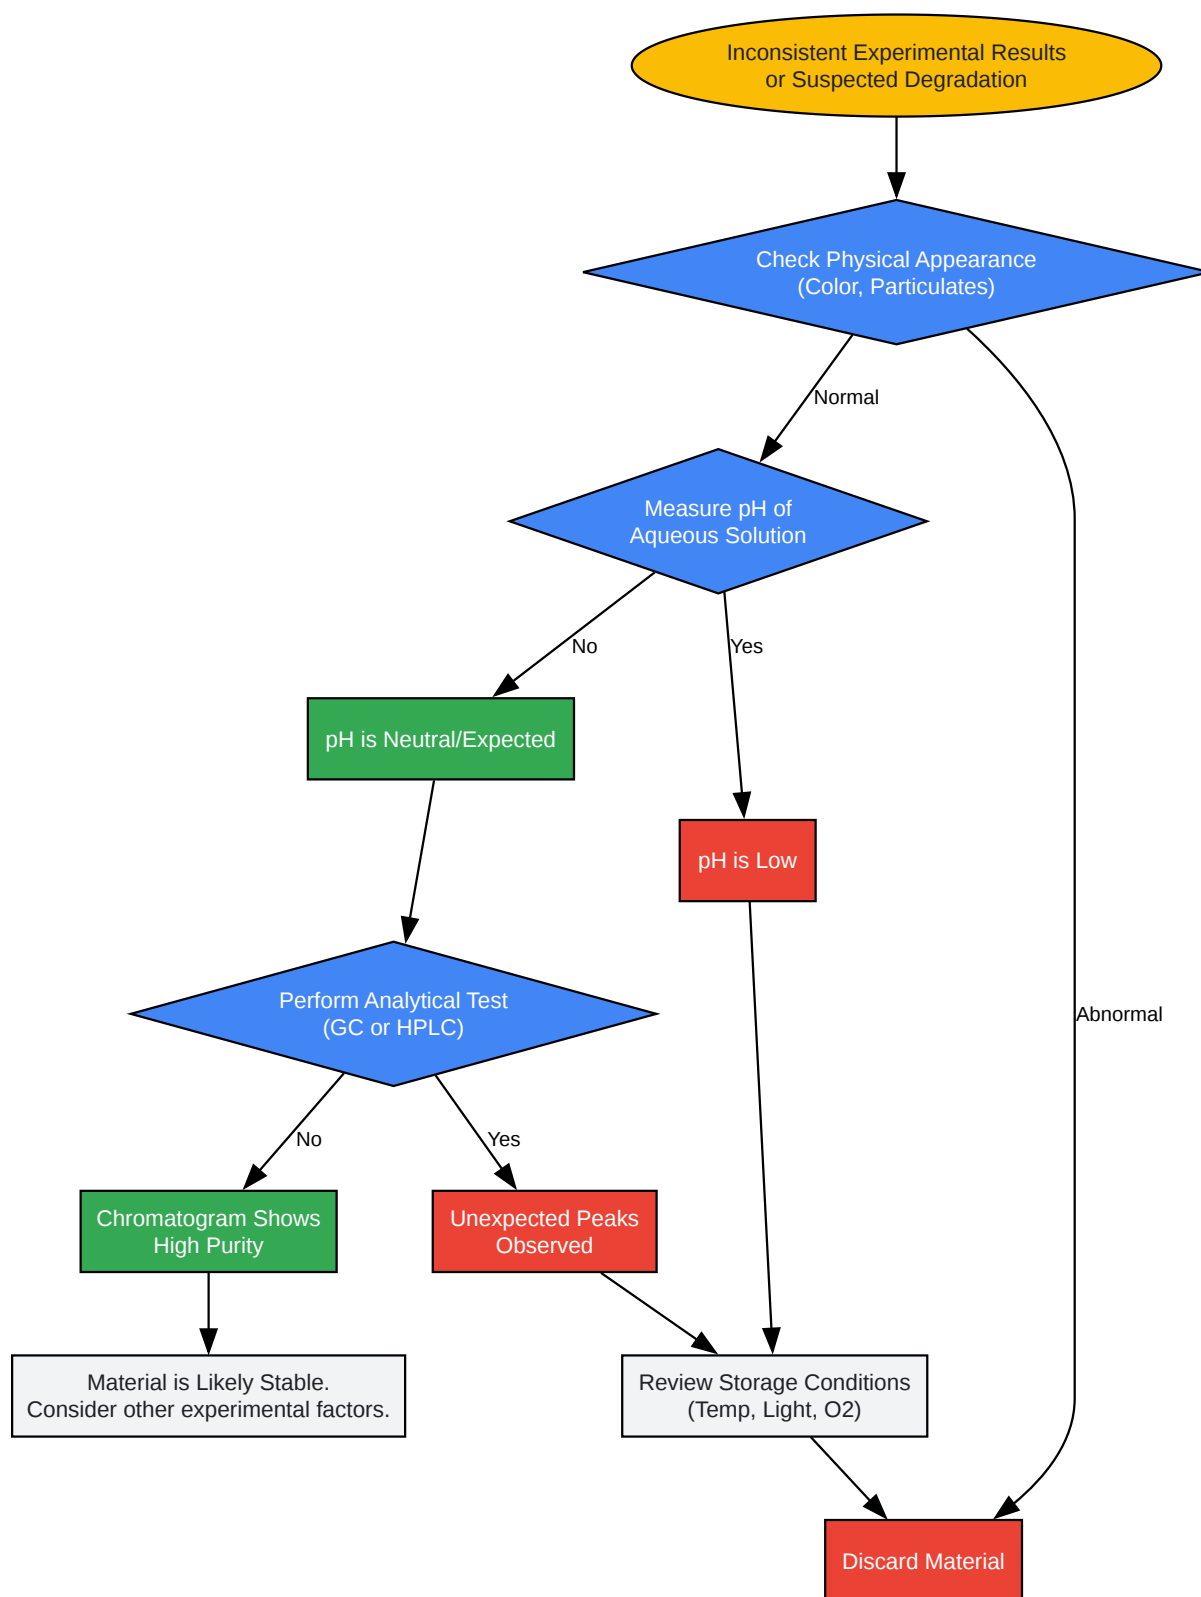 Inconsistent Experimental Results
or Suspected Degradation
Check Physical Appearance
(Color, Particulates)
Normal
Measure pH of
Aqueous Solution
No
Yes
pH is Neutral/Expected
pH is Low
Perform Analytical Test
(GC or HPLC)
Abnormal
No
Yes
Chromatogram Shows
High Purity
Unexpected Peaks
Observed
Material is Likely Stable.
Consider other experimental factors.
Review Storage Conditions
(Temp, Light, O2)
Discard Material